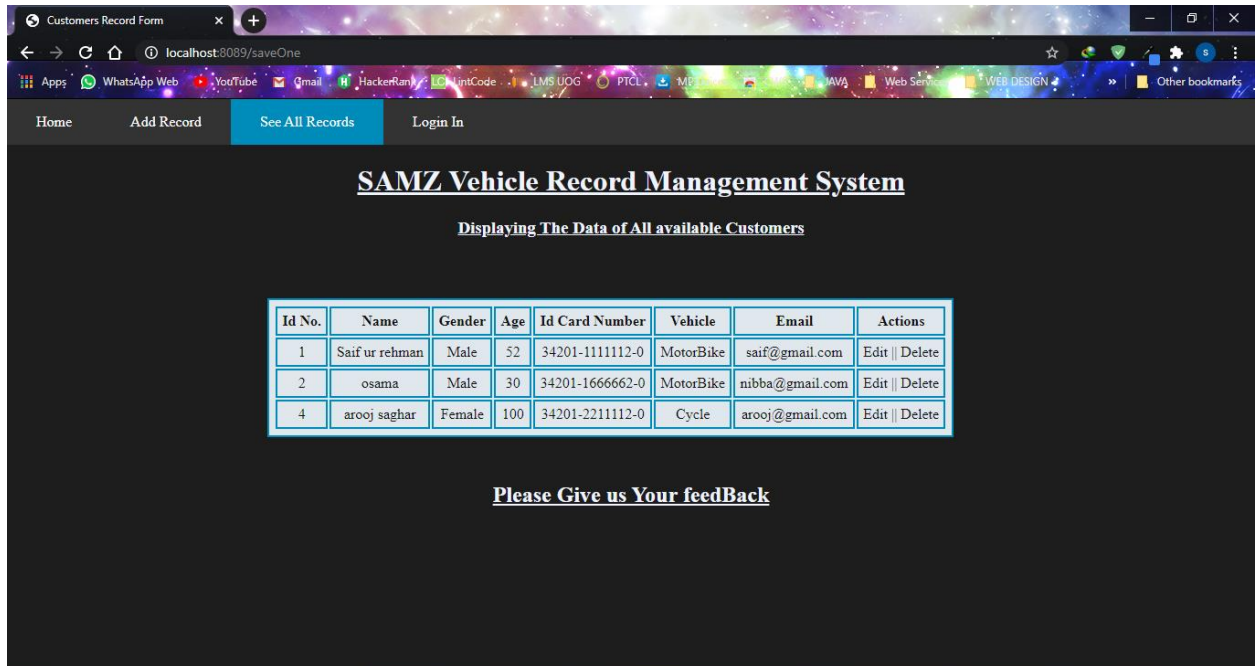 Customers Record Form
localhost:8089/saveOne
Apps WhatsApp Web YouTube Gmail HackerRank LintCode LMS UOG PTCL JAVA WEB DESIGN » Other bookmarks
Home Add Record See All Records Login In
SAMZ Vehicle Record Management System
Displaying The Data of All available Customers
Id No. Name Gender Age Id Card Number Vehicle Email Actions
1 Saif ur rehman Male 52 34201-1111112-0 MotorBike saif@gmail.com Edit || Delete
2 osama Male 30 34201-1666662-0 MotorBike nibba@gmail.com Edit || Delete
4 arooj saghar Female 100 34201-2211112-0 Cycle arooj@gmail.com Edit || Delete
Please Give us Your feedBack